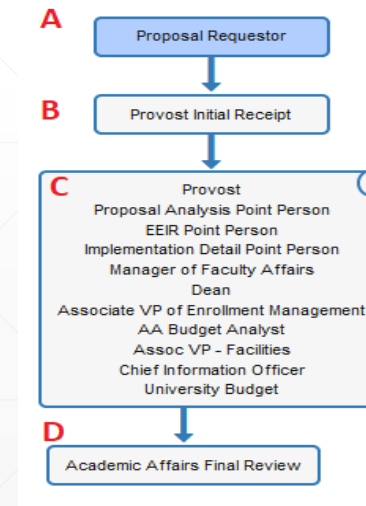 A
Proposal Requestor
B
Provost Initial Receipt
C
Provost
Proposal Analysis Point Person
EEIR Point Person
Implementation Detail Point Person
Manager of Faculty Affairs
Dean
Associate VP of Enrollment Management
AA Budget Analyst
Assoc VP - Facilities
Chief Information Officer
University Budget
D
Academic Affairs Final Review